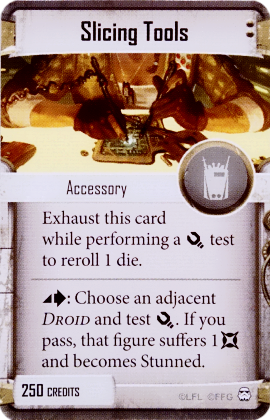 Slicing Tools
Accessory
Exhaust this card
while performing a test
to reroll 1 die.
: Choose an adjacent
DROID and test . If you
pass, that figure suffers 1
and becomes Stunned.
250 CREDITS
©LFL ©FFG